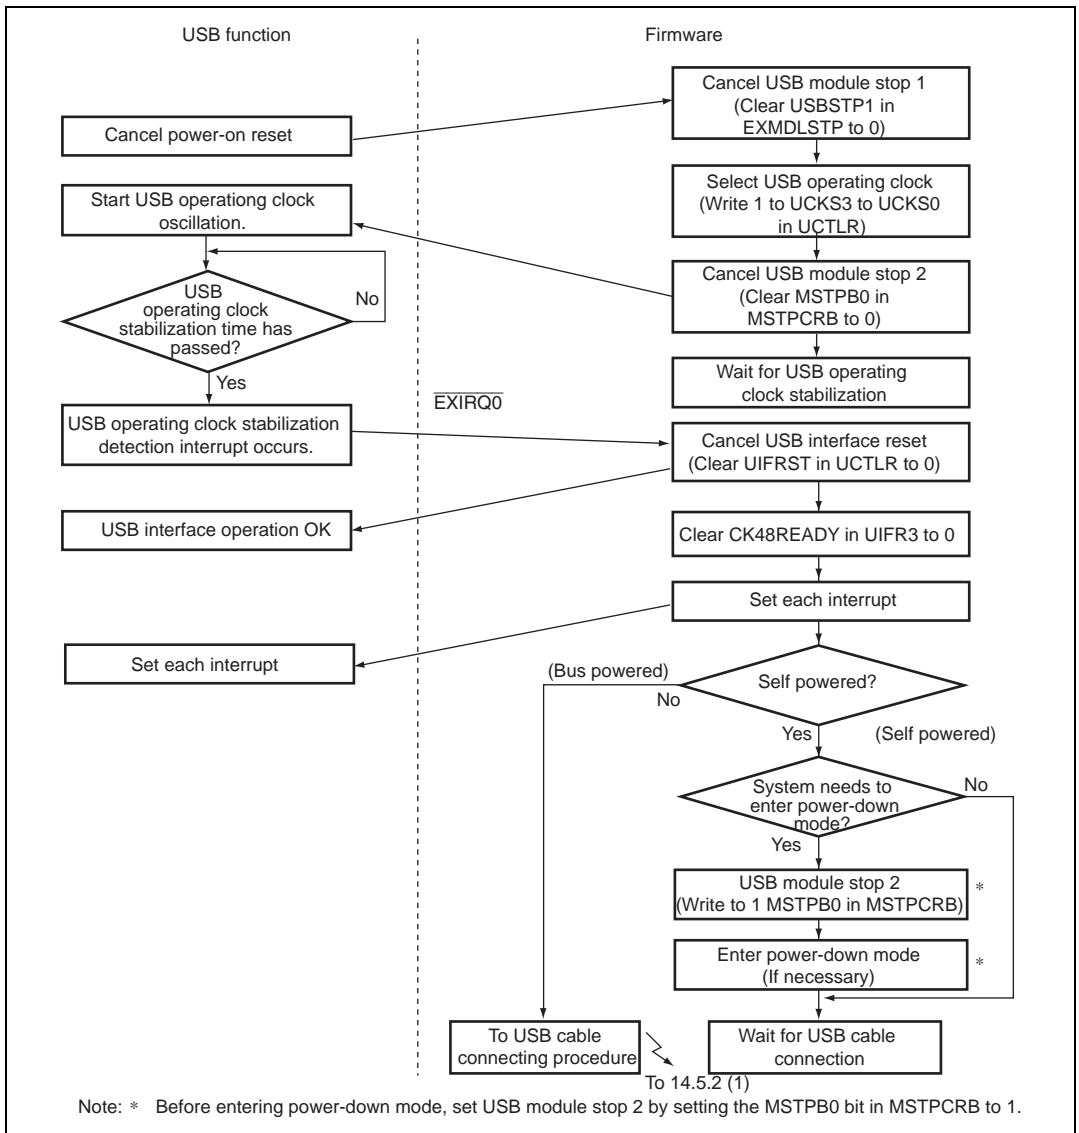 USB function
Firmware
Cancel USB module stop 1
(Clear USBSTP1 in
EXMDLSTP to 0)
Cancel power-on reset
Select USB operating clock
(Write 1 to UCKS3 to UCKS0
in UCTLR)
Start USB operationg clock
oscillation.
Cancel USB module stop 2
(Clear MSTPB0 in
MSTPCRB to 0)
USB
operating clock
stabilization time has
passed?
No
Yes
Wait for USB operating
clock stabilization
EXIRQ0
USB operating clock stabilization
detection interrupt occurs.
Cancel USB interface reset
(Clear UIFRST in UCTLR to 0)
USB interface operation OK
Clear CK48READY in UIFR3 to 0
Set each interrupt
Set each interrupt
(Bus powered)
No
Self powered?
Yes
(Self powered)
System needs to
enter power-down
mode?
No
Yes
USB module stop 2
(Write to 1 MSTPB0 in MSTPCRB)
*
Enter power-down mode
(If necessary)
*
To USB cable
connecting procedure
Wait for USB cable
connection
To 14.5.2 (1)
Note: * Before entering power-down mode, set USB module stop 2 by setting the MSTPB0 bit in MSTPCRB to 1.